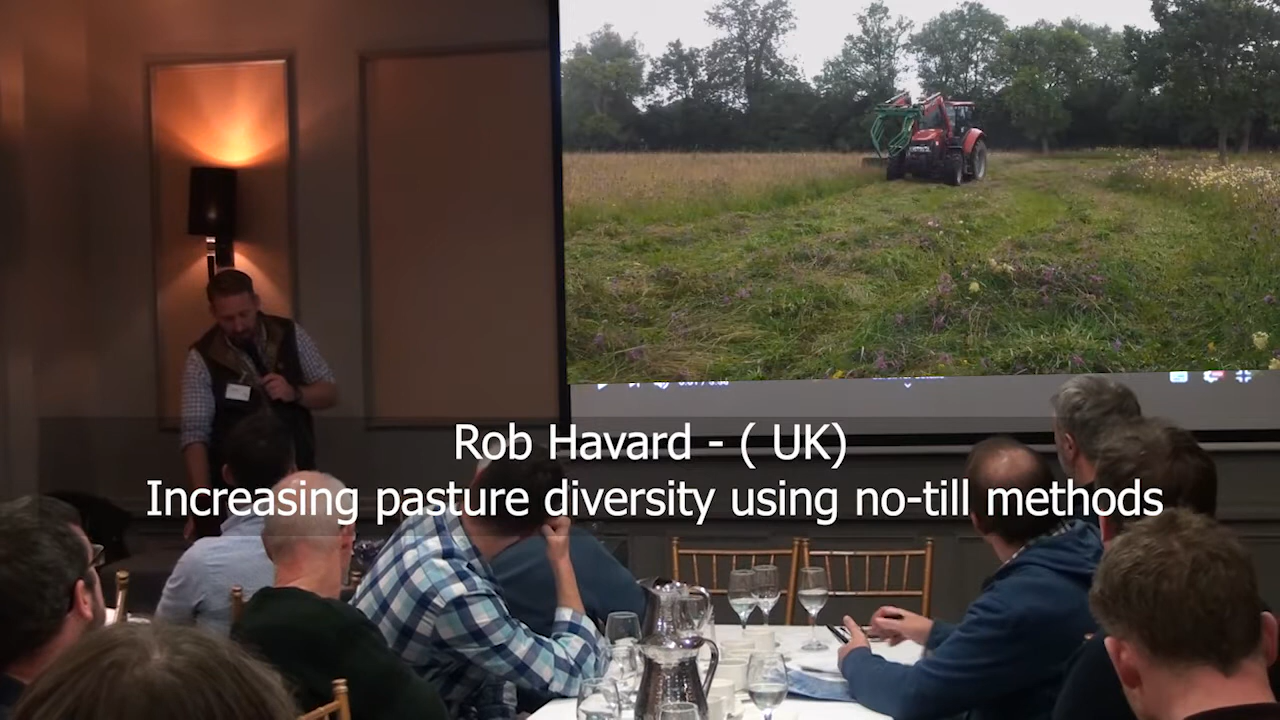 Rob Havard - ( UK)
Increasing pasture diversity using no-till methods